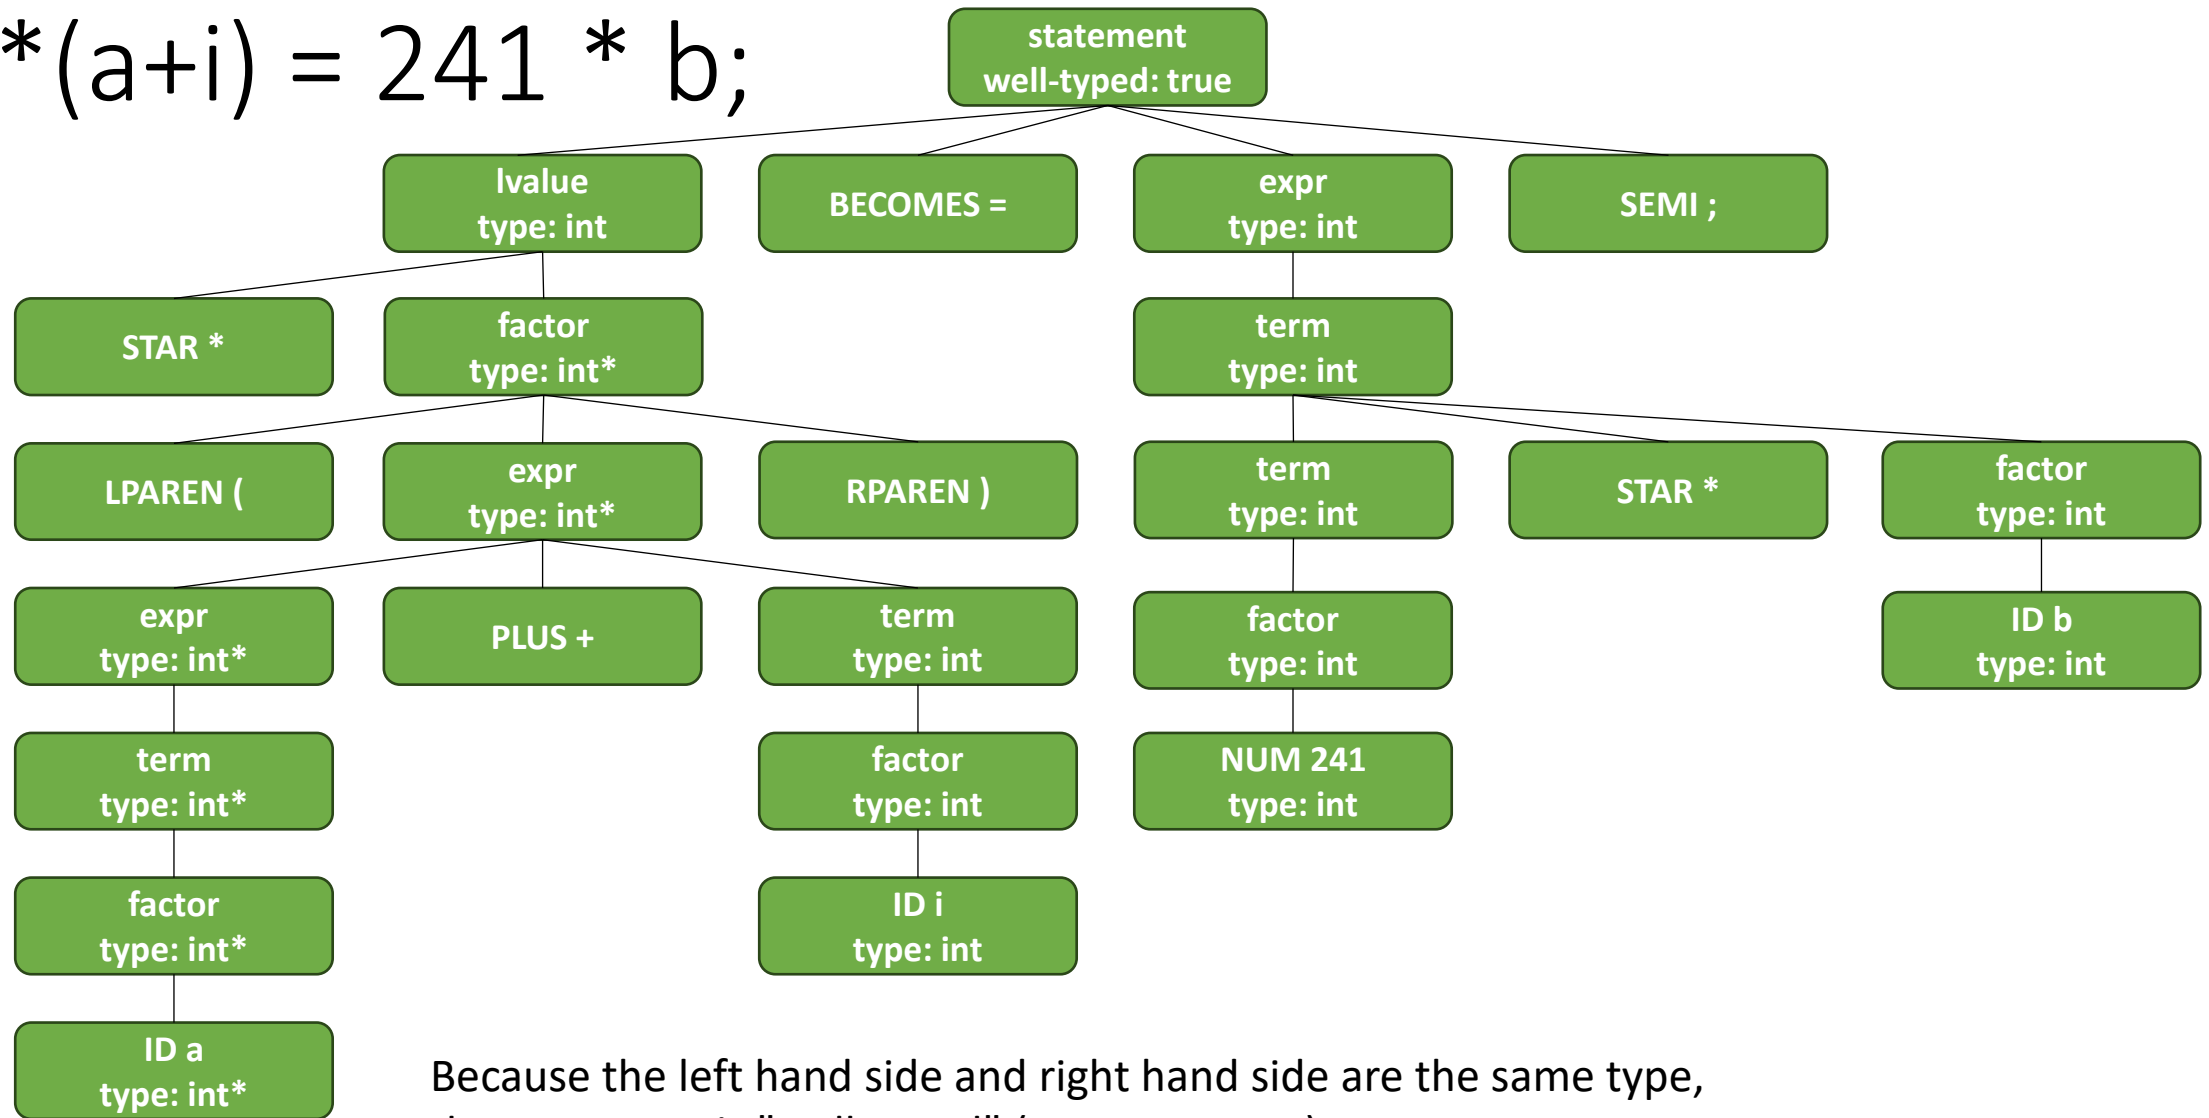 *(a+i) = 241 * b;
statement
well-typed: true
lvalue
type: int
BECOMES =
expr
type: int
SEMI ;
STAR *
factor
type: int*
term
type: int
LPAREN (
expr
type: int*
RPAREN )
term
type: int
STAR *
factor
type: int
expr
type: int*
PLUS +
term
type: int
factor
type: int
ID b
type: int
term
type: int*
factor
type: int
NUM 241
type: int
factor
type: int*
ID i
type: int
ID a
type: int*
Because the left hand side and right hand side are the same type,